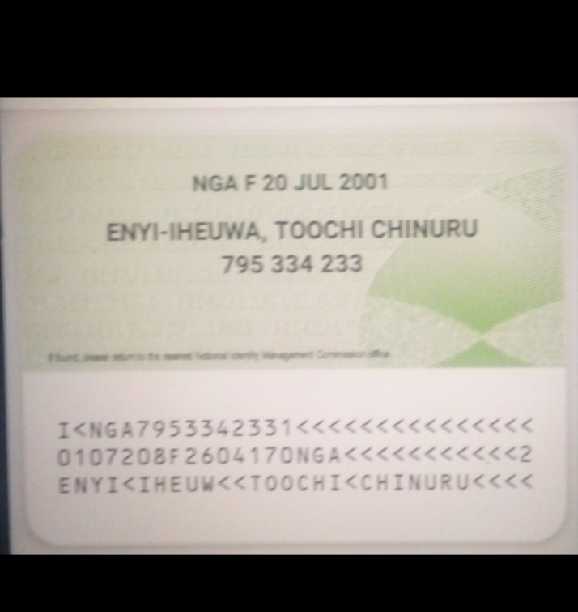 NGA F 20 JUL 2001
ENYI-IHEUWA, TOOCHI CHINURU
795 334 233
If found, please return to the nearest National Identity Management Commission office
I<NGA7953342331<<<<<<<<<<<<<<<
0107208F2604170NGA<<<<<<<<<<<2
ENYI<IHEUW<<TOOCHI<CHINURU<<<<